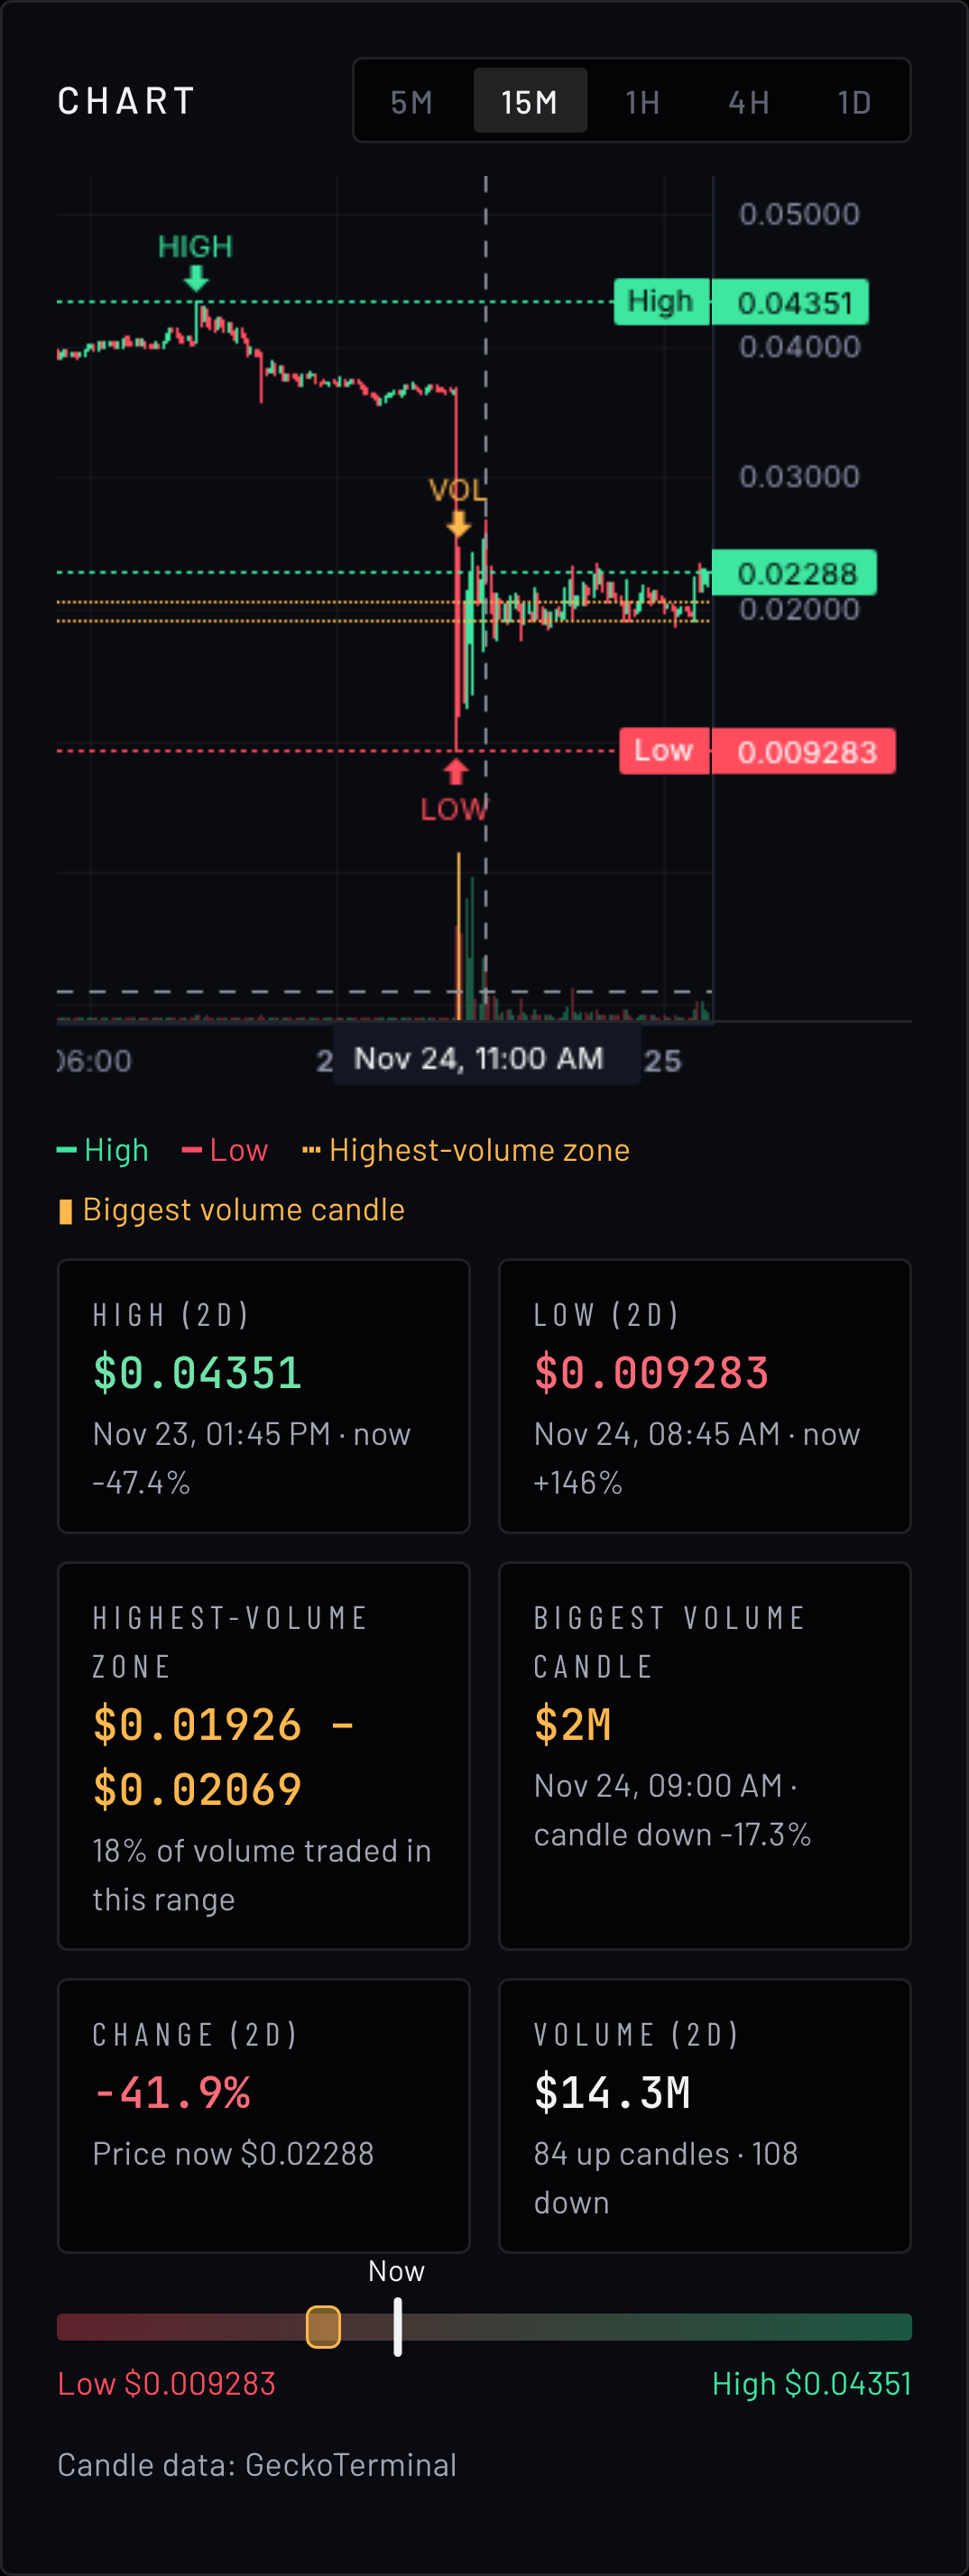 CHART
5M 15M 1H 4H 1D
0.05000
HIGH
High 0.04351
0.04000
0.03000
VOL
0.02288
0.02000
Low 0.009283
LOW
06:00 2 Nov 24, 11:00 AM 25
High Low Highest-volume zone
Biggest volume candle
HIGH (2D)
$0.04351
Nov 23, 01:45 PM · now
-47.4%
LOW (2D)
$0.009283
Nov 24, 08:45 AM · now
+146%
HIGHEST-VOLUME
ZONE
$0.01926 –
$0.02069
18% of volume traded in
this range
BIGGEST VOLUME
CANDLE
$2M
Nov 24, 09:00 AM ·
candle down -17.3%
CHANGE (2D)
-41.9%
Price now $0.02288
VOLUME (2D)
$14.3M
84 up candles · 108
down
Now
Low $0.009283
High $0.04351
Candle data: GeckoTerminal